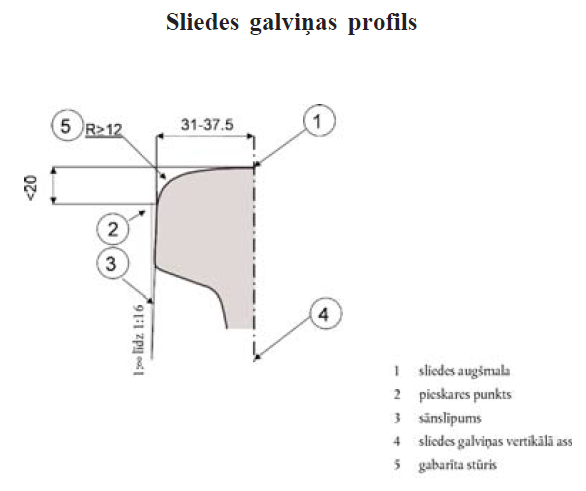 Sliedes galviņas profils
5 R≥12
31-37.5
1
<20
2
3
1:∞ līdz 1:16
4
1 sliedes augšmala
2 pieskares punkts
3 sānslīpums
4 sliedes galviņas vertikālā ass
5 gabarīta stūris